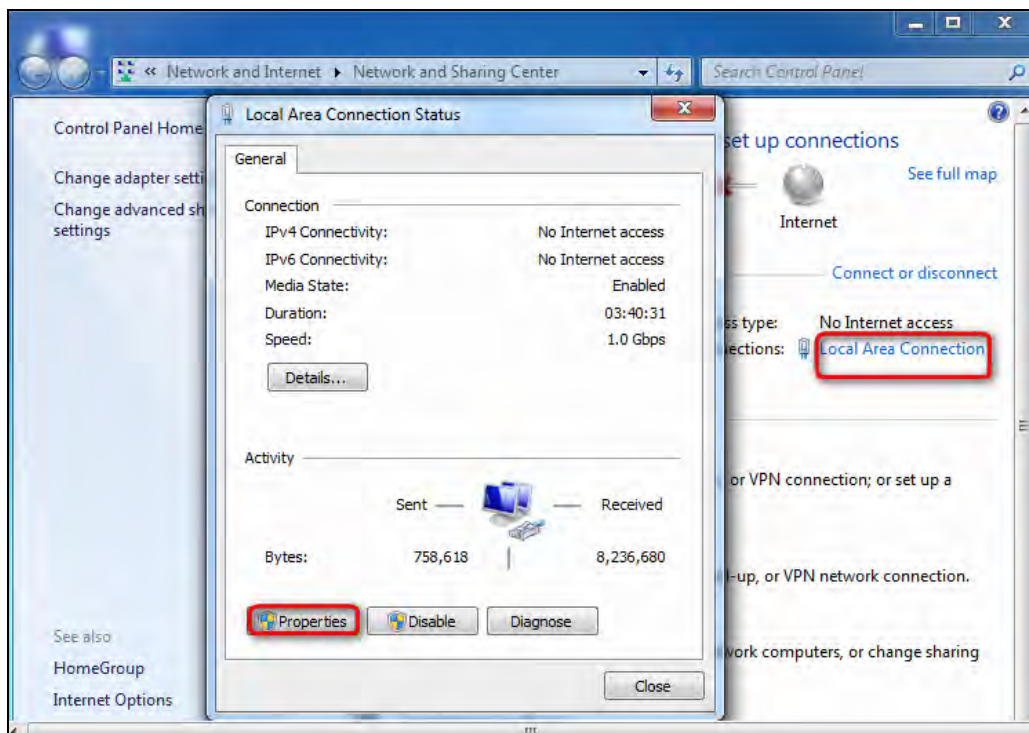 « Network and Internet ▸ Network and Sharing Center
Search Control Panel
Control Panel Home
Change adapter setti
Change advanced sh
settings
See also
HomeGroup
Internet Options
Local Area Connection Status
General
Connection
IPv4 Connectivity: No Internet access
IPv6 Connectivity: No Internet access
Media State: Enabled
Duration: 03:40:31
Speed: 1.0 Gbps
Details...
Activity
Sent Received
Bytes: 758,618 8,236,680
Properties Disable Diagnose
Close
set up connections
See full map
Internet
Connect or disconnect
ss type: No Internet access
ections: Local Area Connection
or VPN connection; or set up a
l-up, or VPN network connection.
work computers, or change sharing